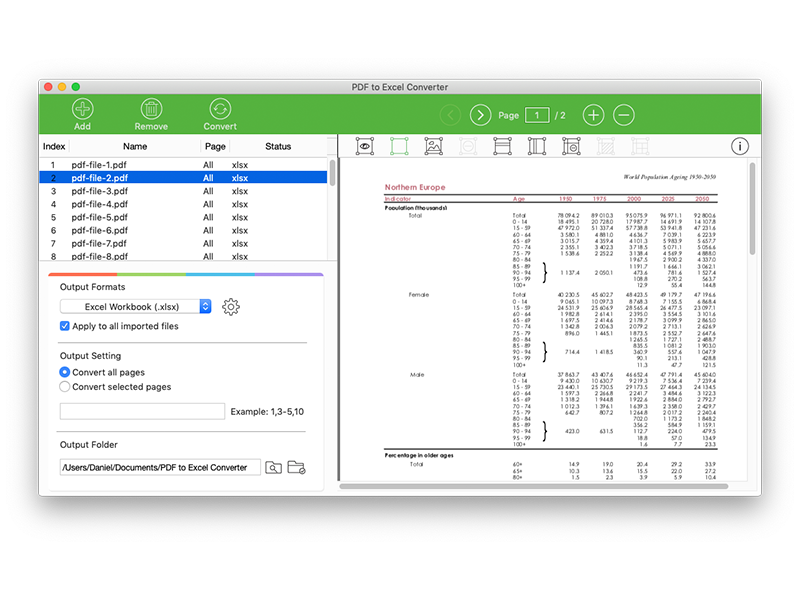 PDF to Excel Converter
Add Remove Convert
Page 1 / 2
Index Name Page Status
1 pdf-file-1.pdf All xlsx
2 pdf-file-2.pdf All xlsx
3 pdf-file-3.pdf All xlsx
4 pdf-file-4.pdf All xlsx
5 pdf-file-5.pdf All xlsx
6 pdf-file-6.pdf All xlsx
7 pdf-file-7.pdf All xlsx
8 pdf-file-8.pdf All xlsx
Output Formats
Excel Workbook (.xlsx)
Apply to all imported files
Output Setting
Convert all pages
Convert selected pages
Example: 1,3-5,10
Output Folder
/Users/Daniel/Documents/PDF to Excel Converter
World Population Ageing 1950-2050
Northern Europe
Indicator Age 1950 1975 2000 2025 2050
Population (thousands)
Total Total 78 094.2 89 010.3 95 075.9 96 971.1 92 800.6
0 - 14 18 495.1 20 728.0 17 987.7 14 691.9 14 107.8
15 - 59 47 972.0 51 337.4 57 738.8 53 941.8 47 231.6
60 - 64 3 580.1 4 881.0 4 636.7 7 039.1 6 223.9
65 - 69 3 015.7 4 359.4 4 101.3 5 983.9 5 657.7
70 - 74 2 355.1 3 402.3 3 718.5 5 071.1 5 056.6
75 - 79 1 538.6 2 252.2 3 138.4 4 569.9 4 888.0
80 - 84 1 967.5 2 900.2 4 337.0
85 - 89 1 191.7 1 666.1 3 062.1
90 - 94 1 137.4 2 050.1 473.6 781.6 1 527.4
95 - 99 108.8 270.2 563.7
100+ 12.9 55.4 144.8
Female Total 40 230.5 45 602.7 48 423.5 49 179.7 47 196.6
0 - 14 9 065.1 10 097.3 8 768.3 7 155.5 6 868.4
15 - 59 24 531.9 25 606.9 28 565.4 26 477.5 23 097.1
60 - 64 1 982.8 2 614.1 2 395.0 3 554.5 3 101.6
65 - 69 1 697.5 2 414.6 2 178.7 3 099.9 2 865.0
70 - 74 1 342.8 2 006.3 2 079.2 2 713.1 2 626.9
75 - 79 896.0 1 445.1 1 873.5 2 552.7 2 647.6
80 - 84 1 265.5 1 727.1 2 488.7
85 - 89 835.5 1 081.2 1 903.0
90 - 94 714.4 1 418.5 360.9 557.6 1 047.9
95 - 99 90.1 213.1 428.8
100+ 11.3 47.7 121.5
Male Total 37 863.7 43 407.6 46 652.4 47 791.4 45 604.0
0 - 14 9 430.0 10 630.7 9 219.3 7 536.4 7 239.4
15 - 59 23 440.1 25 730.5 29 173.5 27 464.3 24 134.5
60 - 64 1 597.3 2 266.8 2 241.7 3 484.6 3 122.3
65 - 69 1 318.2 1 944.8 1 922.6 2 884.0 2 792.7
70 - 74 1 012.3 1 396.1 1 639.3 2 358.0 2 429.7
75 - 79 642.7 807.2 1 264.8 2 017.2 2 240.4
80 - 84 702.0 1 173.2 1 848.2
85 - 89 356.2 584.9 1 159.1
90 - 94 423.0 631.5 112.7 224.0 479.5
95 - 99 18.8 57.0 134.9
100+ 1.6 7.7 23.3
Percentage in older ages
Total 60+ 14.9 19.0 20.4 29.2 33.9
65+ 10.3 13.6 15.5 22.0 27.2
80+ 1.5 2.3 3.9 5.9 10.4